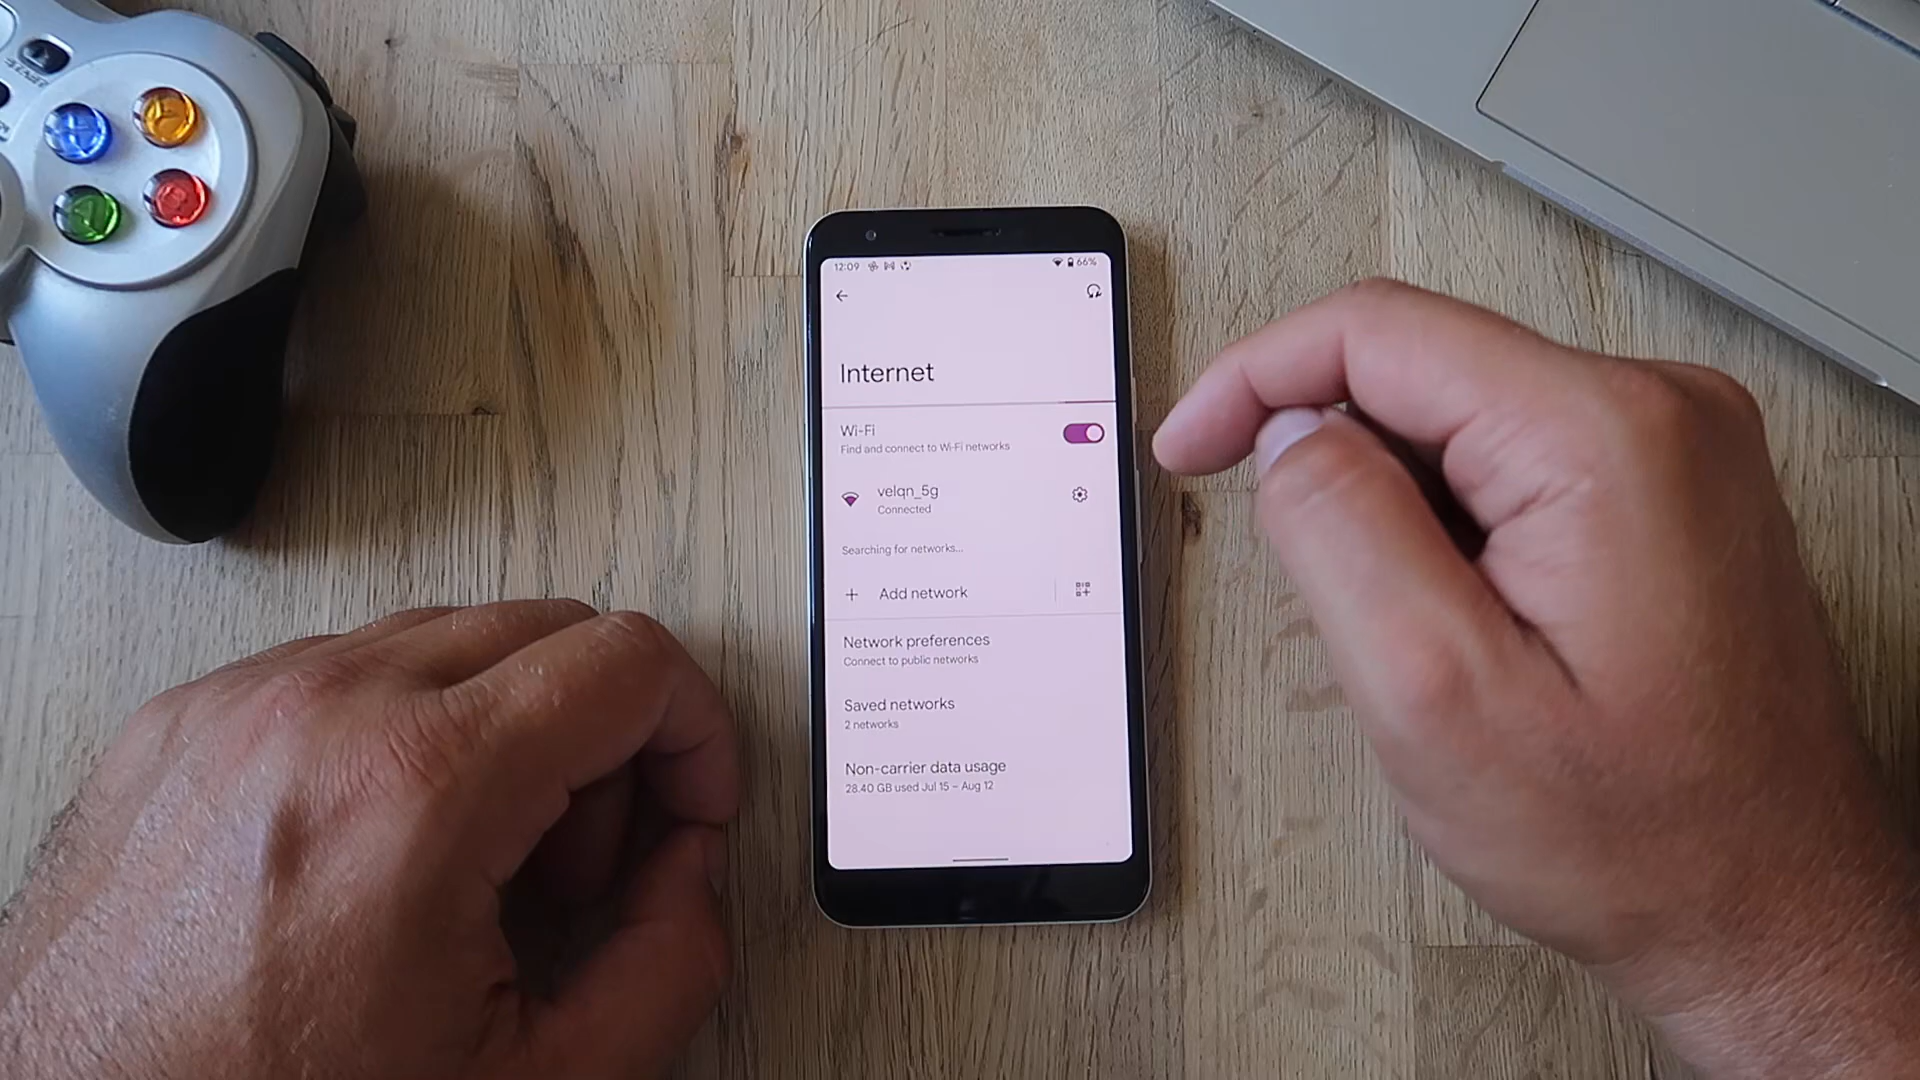 12:09
66%
Internet
Wi-Fi
Find and connect to Wi-Fi networks
velqn_5g
Connected
Searching for networks...
Add network
Network preferences
Connect to public networks
Saved networks
2 networks
Non-carrier data usage
28.40 GB used Jul 15 – Aug 12